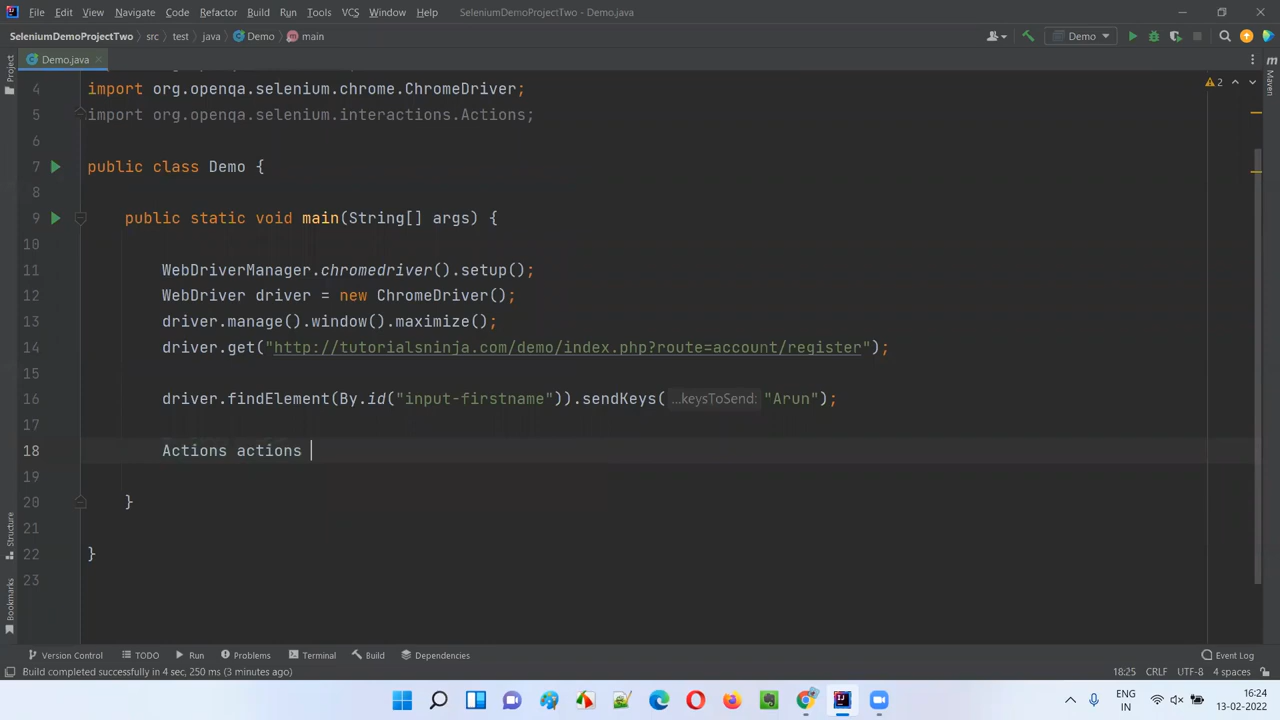 File Edit View Navigate Code Refactor Build Run Tools VCS Window Help SeleniumDemoProjectTwo - Demo.java
SeleniumDemoProjectTwo src test java Demo main Demo
Project
Demo.java
Maven
2
4 import org.openqa.selenium.chrome.ChromeDriver;
5 import org.openqa.selenium.interactions.Actions;
6
7 public class Demo {
8
9 public static void main(String[] args) {
10
11 WebDriverManager.chromedriver().setup();
12 WebDriver driver = new ChromeDriver();
13 driver.manage().window().maximize();
14 driver.get("http://tutorialsninja.com/demo/index.php?route=account/register");
15
16 driver.findElement(By.id("input-firstname")).sendKeys( ...keysToSend: "Arun");
17
18 Actions actions
19
20 }
21
22 }
23
Structure
Bookmarks
Version Control TODO Run Problems Terminal Build Dependencies Event Log
Build completed successfully in 4 sec, 250 ms (3 minutes ago) 18:25 CRLF UTF-8 4 spaces
ENG 16:24
IN 13-02-2022